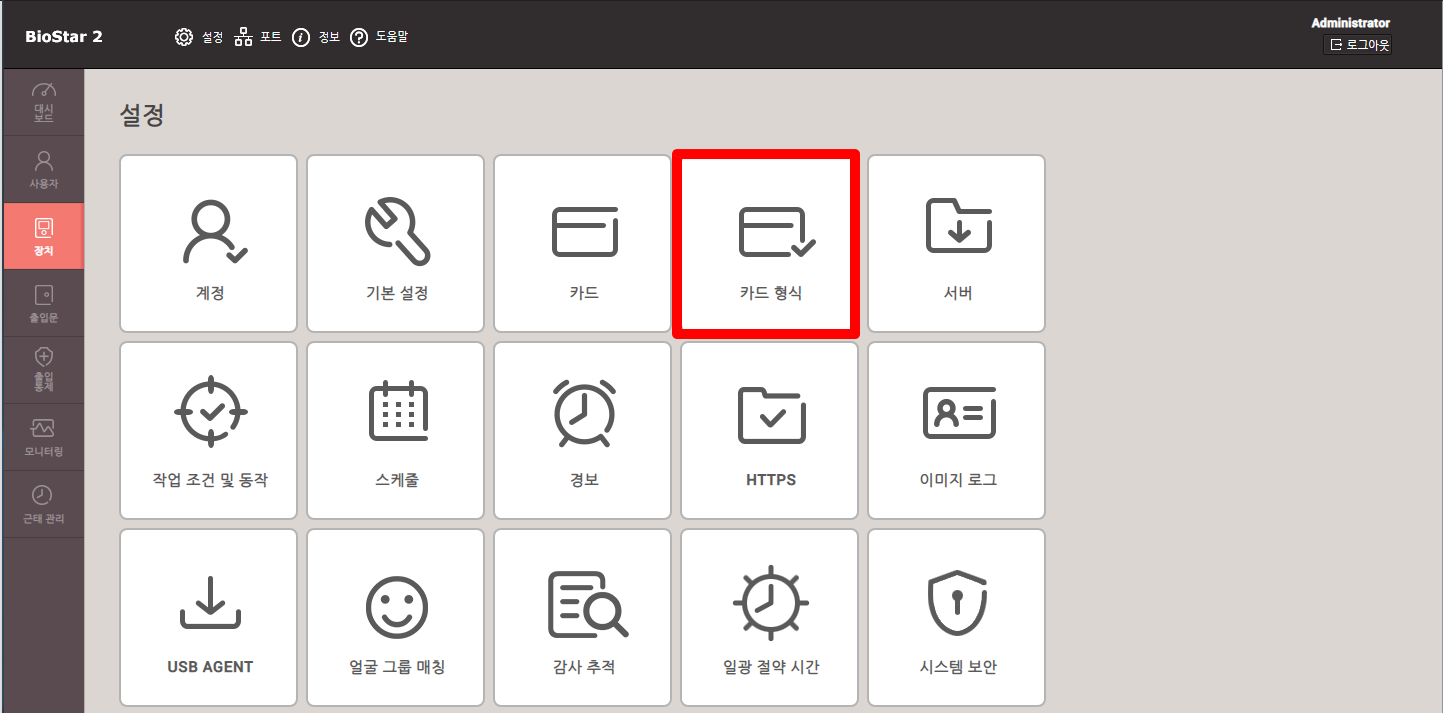 BioStar 2
설정
포트
정보
도움말
Administrator
로그아웃
대시
보드
사용자
장치
출입문
출입
통제
모니터링
근태 관리
설정
계정
기본 설정
카드
카드 형식
서버
작업 조건 및 동작
스케줄
경보
HTTPS
이미지 로그
USB AGENT
얼굴 그룹 매칭
감사 추적
일광 절약 시간
시스템 보안